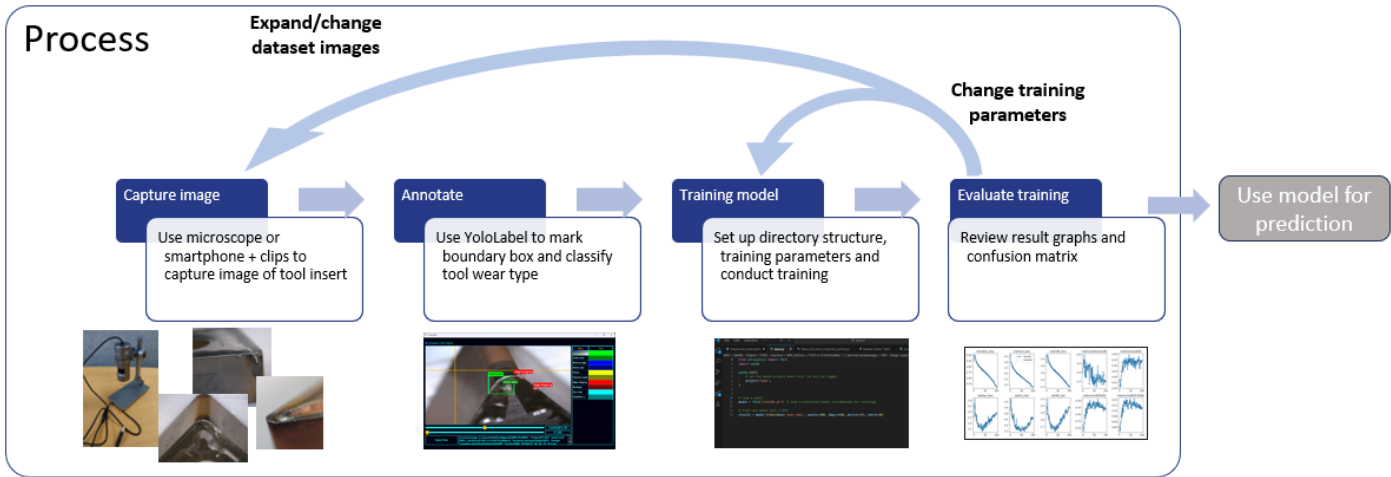 Process
Expand/change
dataset images
Change training
parameters
Capture image
Use microscope or
smartphone + clips to
capture image of tool insert
Annotate
Use YoloLabel to mark
boundary box and classify
tool wear type
Training model
Set up directory structure,
training parameters and
conduct training
Evaluate training
Review result graphs and
confusion matrix
Use model for
prediction